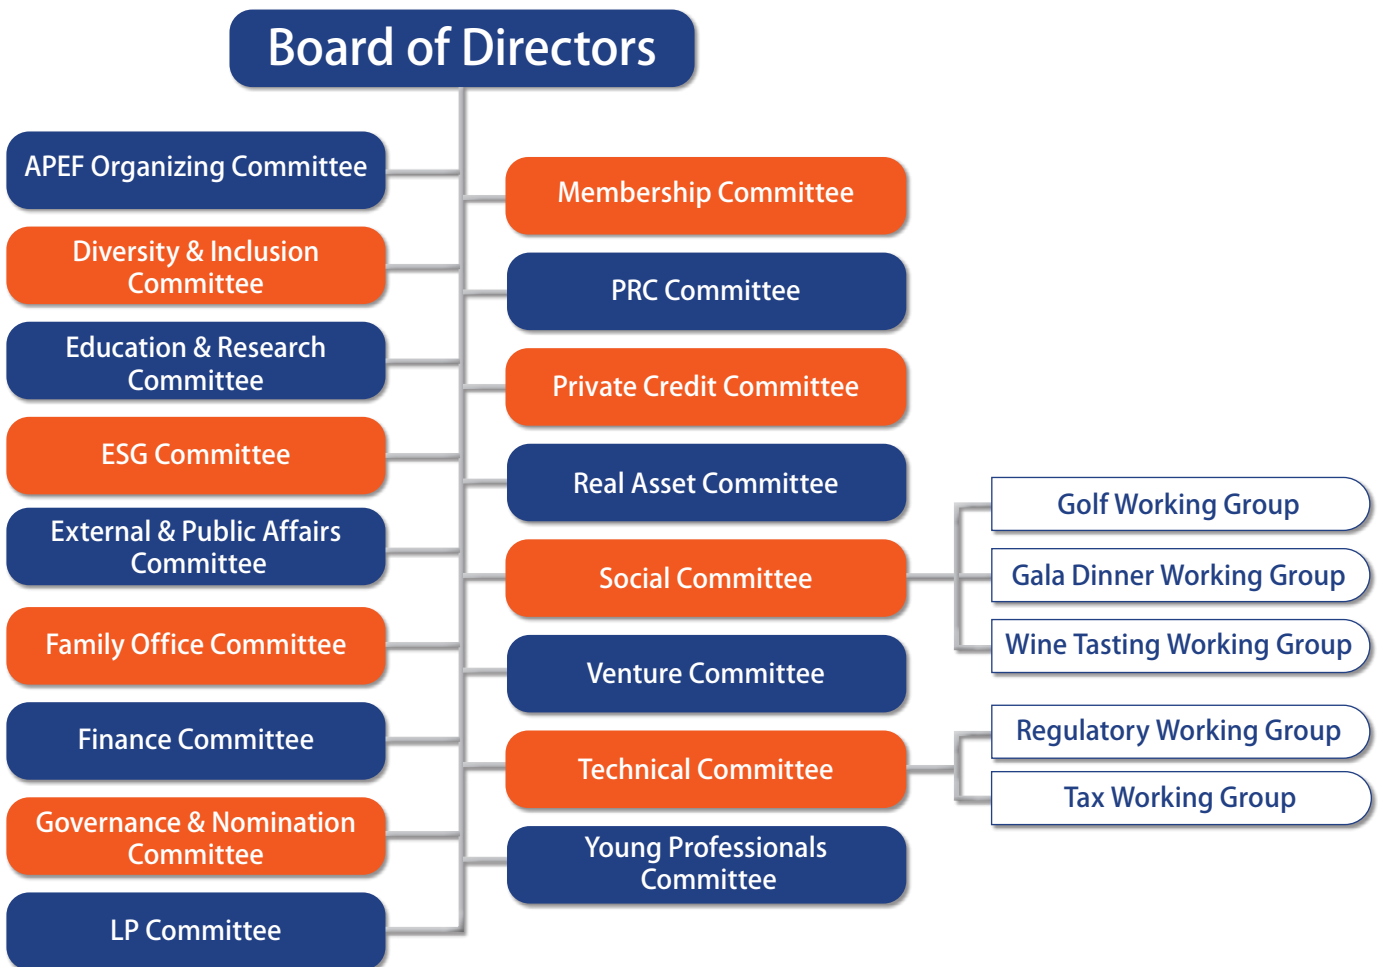 Board of Directors
APEF Organizing Committee
Diversity & Inclusion
Committee
Education & Research
Committee
ESG Committee
External & Public Affairs
Committee
Family Office Committee
Finance Committee
Governance & Nomination
Committee
LP Committee
Membership Committee
PRC Committee
Private Credit Committee
Real Asset Committee
Social Committee
Venture Committee
Technical Committee
Young Professionals
Committee
Golf Working Group
Gala Dinner Working Group
Wine Tasting Working Group
Regulatory Working Group
Tax Working Group